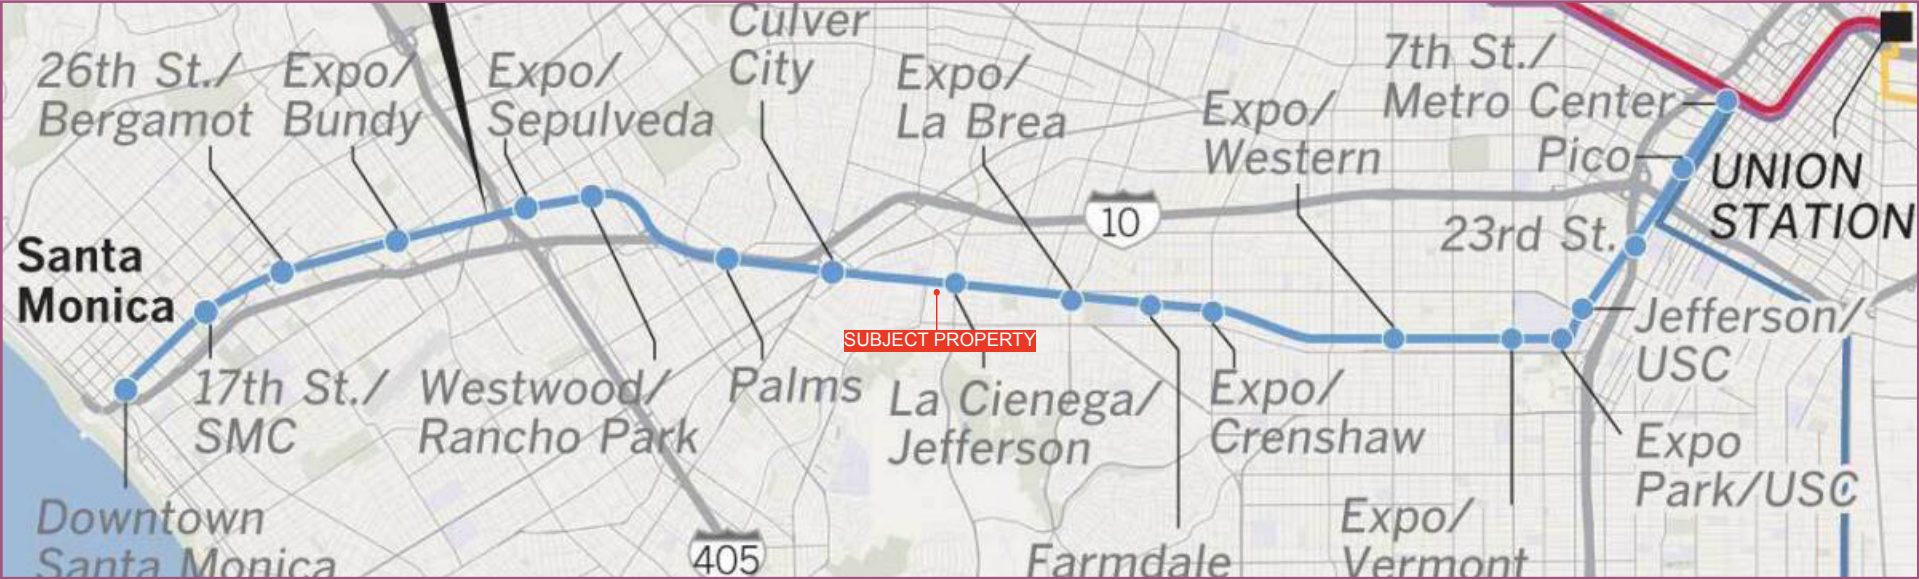 26th St./
Bergamot
Expo/
Bundy
Expo/
Sepulveda
Culver
City
Expo/
La Brea
Expo/
Western
7th St./
Metro Center
Pico
UNION
STATION
23rd St.
10
Santa
Monica
SUBJECT PROPERTY
Jefferson/
USC
17th St./
SMC
Westwood/
Rancho Park
Palms
La Cienega/
Jefferson
Expo/
Crenshaw
Expo
Park/USC
Downtown
Santa Monica
405
Farmdale
Expo/
Vermont